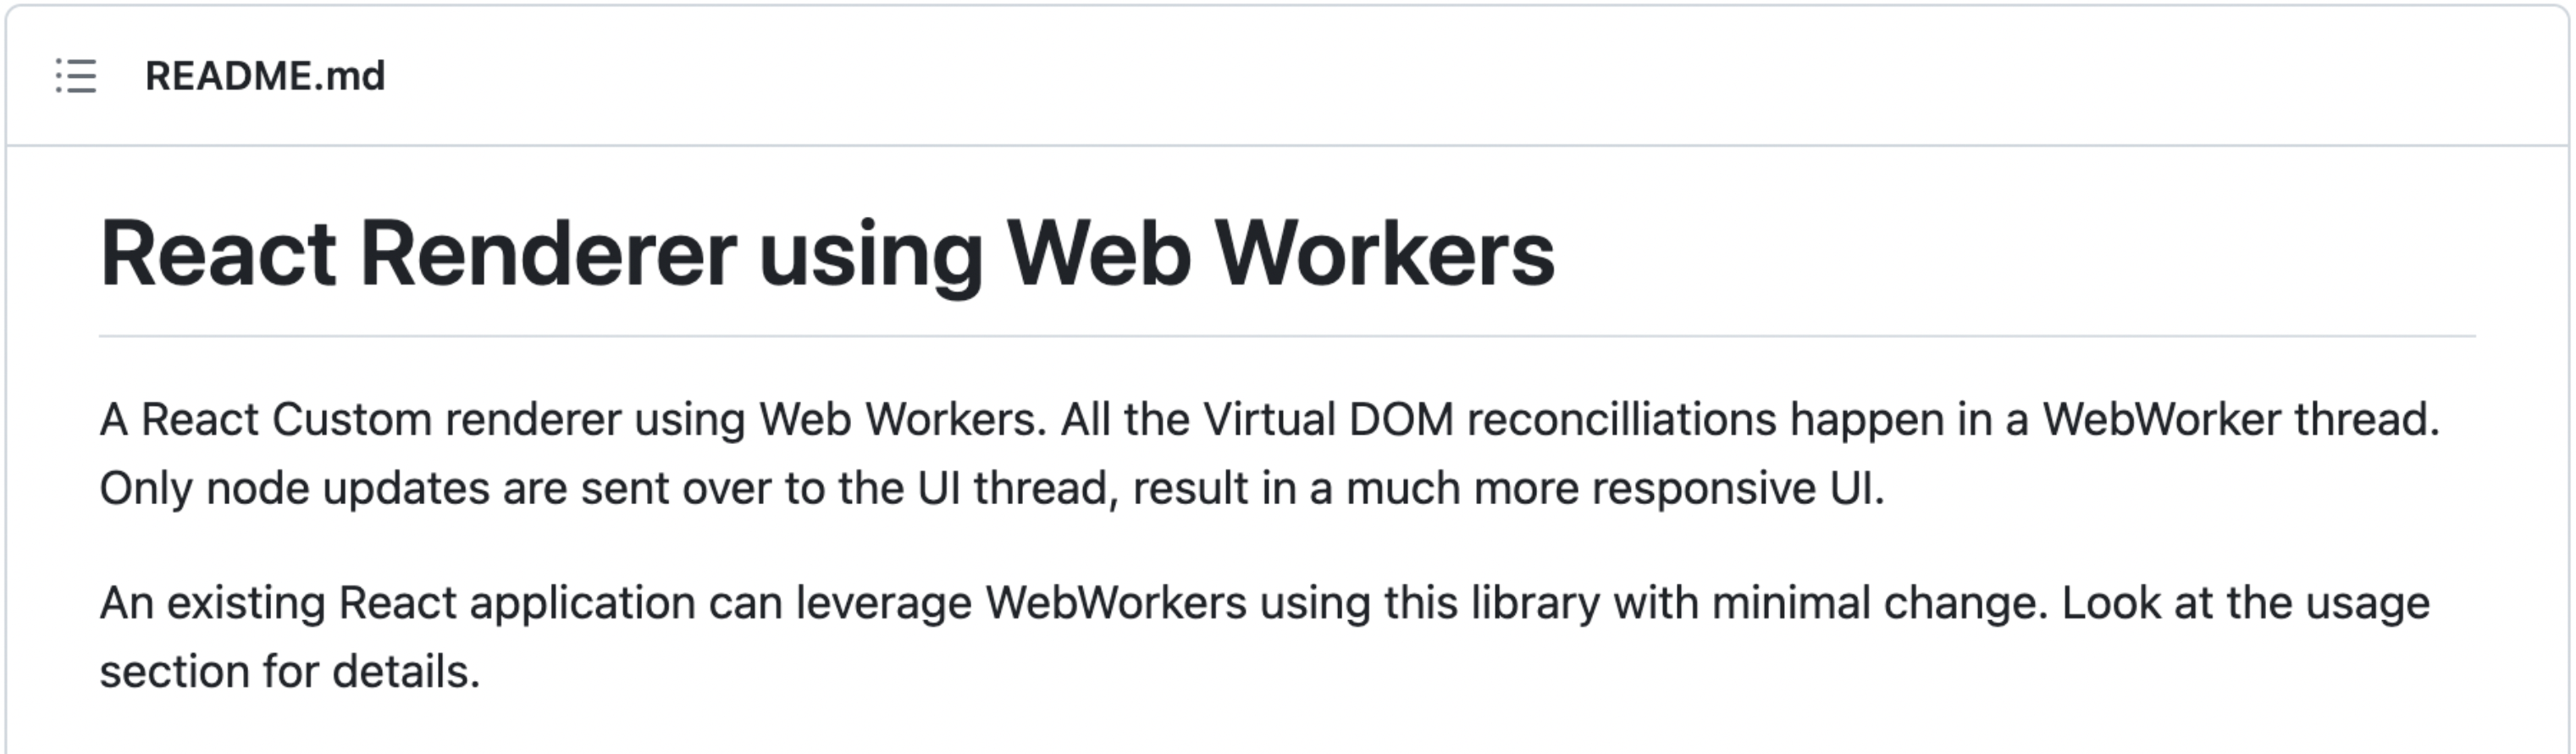 README.md
React Renderer using Web Workers
A React Custom renderer using Web Workers. All the Virtual DOM reconcilliations happen in a WebWorker thread.
Only node updates are sent over to the UI thread, result in a much more responsive UI.
An existing React application can leverage WebWorkers using this library with minimal change. Look at the usage
section for details.